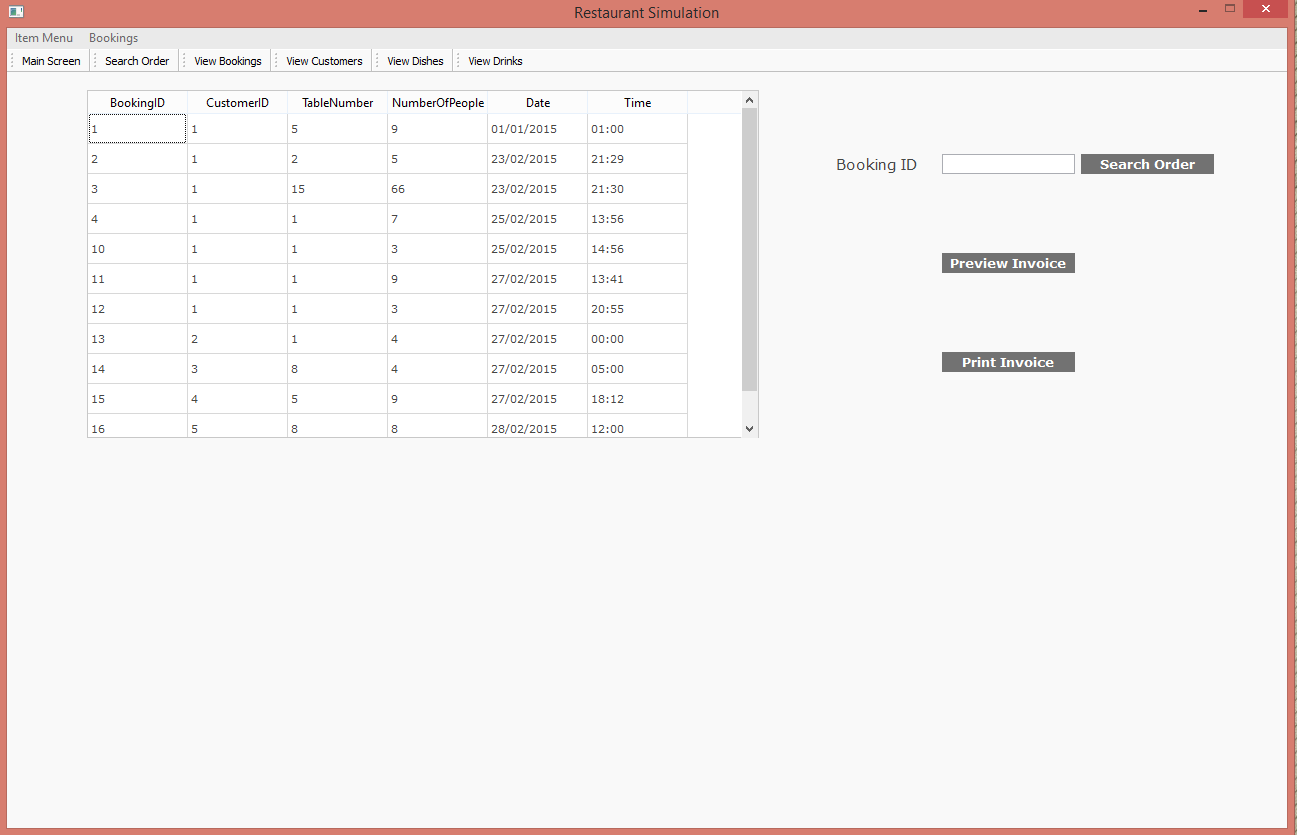 Restaurant Simulation
Item Menu Bookings
Main Screen Search Order View Bookings View Customers View Dishes View Drinks
BookingID CustomerID TableNumber NumberOfPeople Date Time
1 1 5 9 01/01/2015 01:00
2 1 2 5 23/02/2015 21:29
3 1 15 66 23/02/2015 21:30
4 1 1 7 25/02/2015 13:56
10 1 1 3 25/02/2015 14:56
11 1 1 9 27/02/2015 13:41
12 1 1 3 27/02/2015 20:55
13 2 1 4 27/02/2015 00:00
14 3 8 4 27/02/2015 05:00
15 4 5 9 27/02/2015 18:12
16 5 8 8 28/02/2015 12:00
Booking ID Search Order
Preview Invoice
Print Invoice